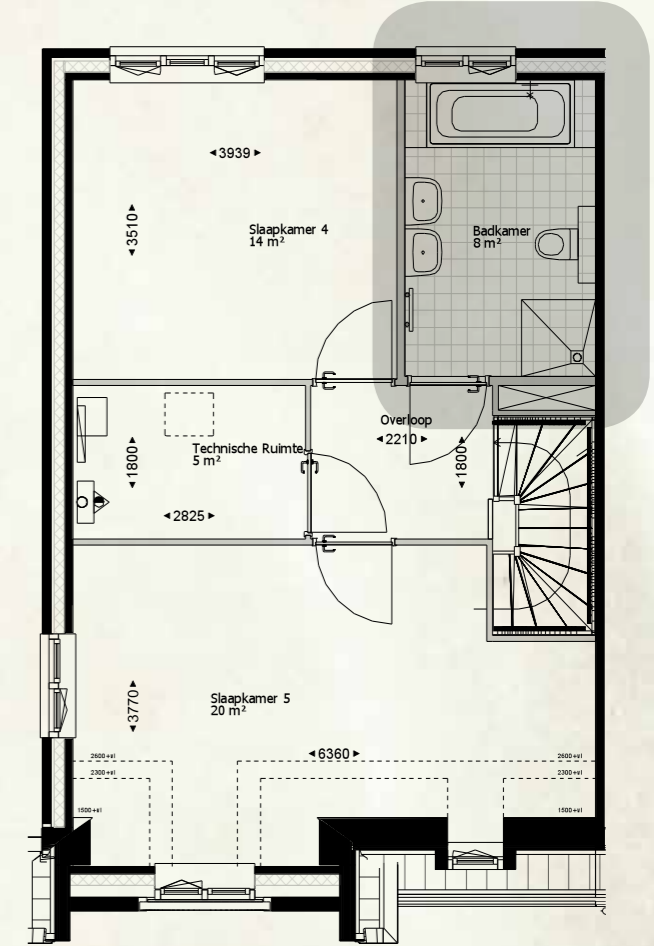 3939
3510
Slaapkamer 4
14 m²
Badkamer
8 m²
Overloop
2210
1800
Technische Ruimte
5 m²
1800
2825
Slaapkamer 5
20 m²
3770
6360
2600+vl
2300+vl
1500+vl
2600+vl
2300+vl
1500+vl